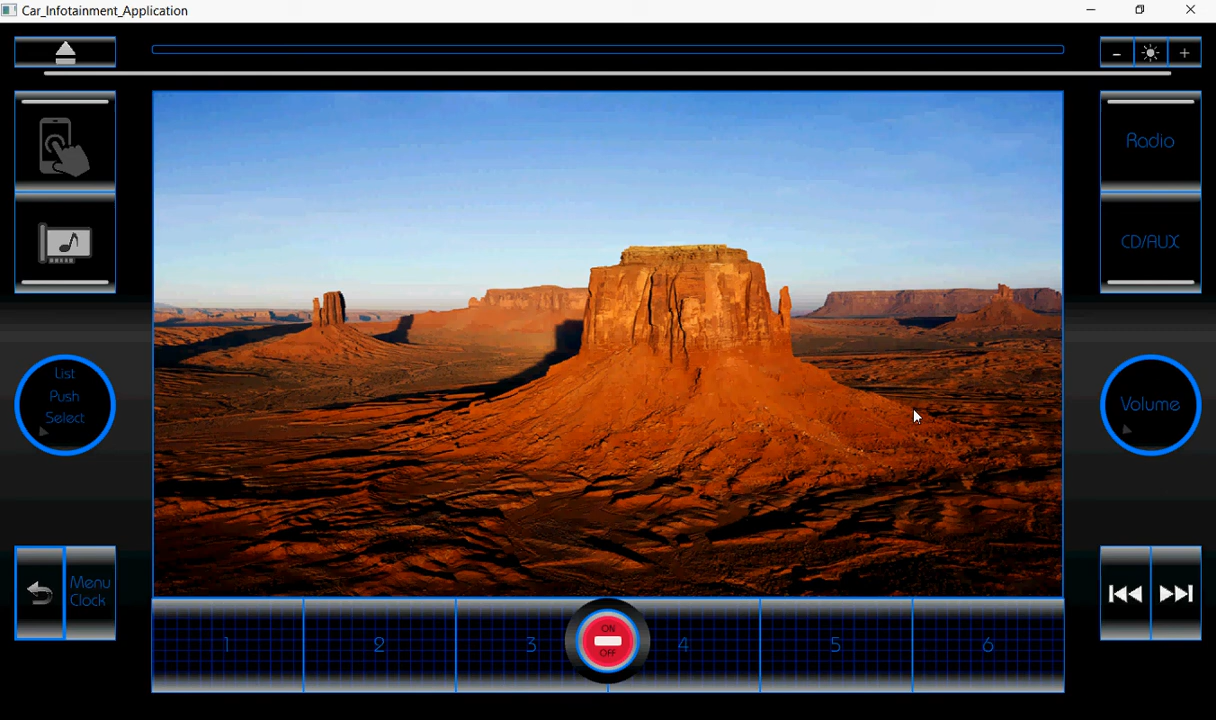 Car_Infotainment_Application
-
+
Radio
CD/AUX
List
Push
Select
Volume
Menu
Clock
1
2
3
ON
OFF
4
5
6